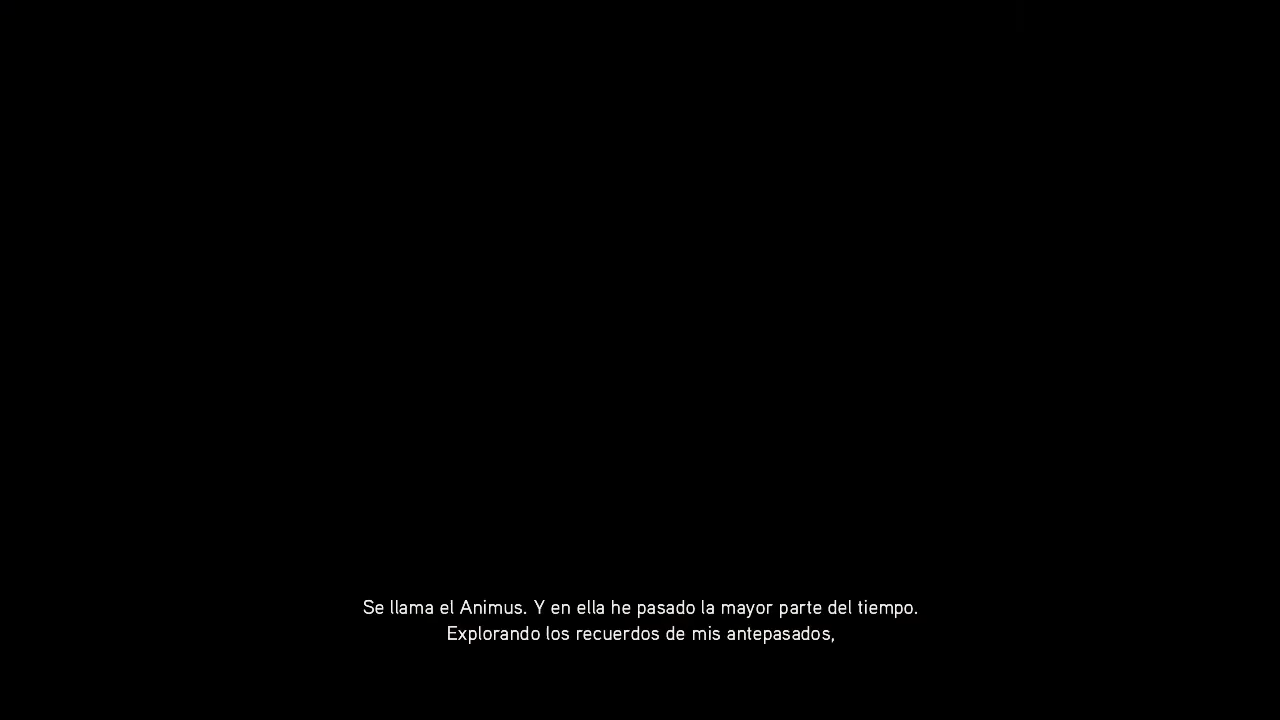 Se llama el Animus. Y en ella he pasado la mayor parte del tiempo.
Explorando los recuerdos de mis antepasados,